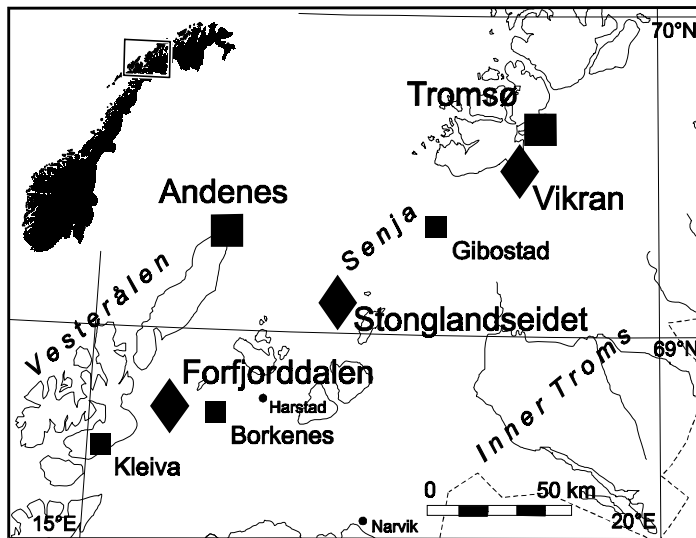 70°N
Tromsø
Andenes
Vikran
Senja
Gibostad
Vesterålen
Stonglandseidet
69°N
Forfjorddalen
Inner Troms
Harstad
Borkenes
Kleiva
0 50 km
15°E
20°E
Narvik